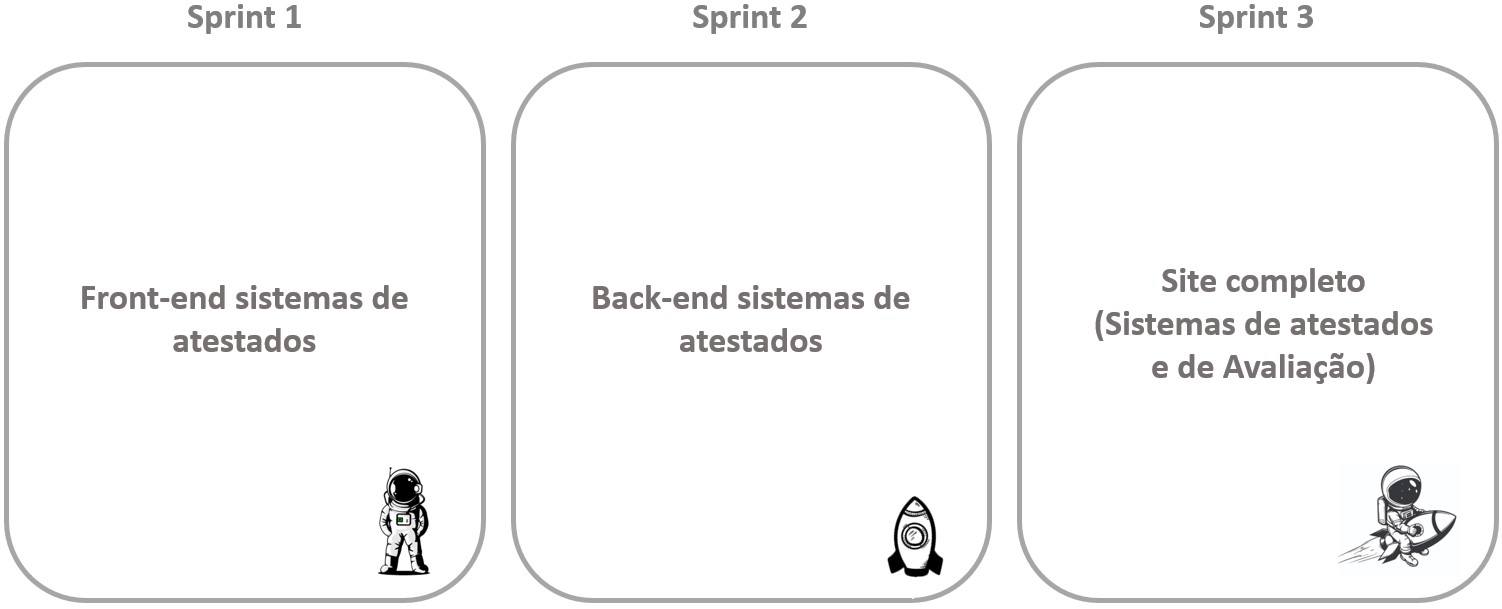 Sprint 1
Sprint 2
Sprint 3
Front-end sistemas de
atestados
Back-end sistemas de
atestados
Site completo
(Sistemas de atestados
e de Avaliação)